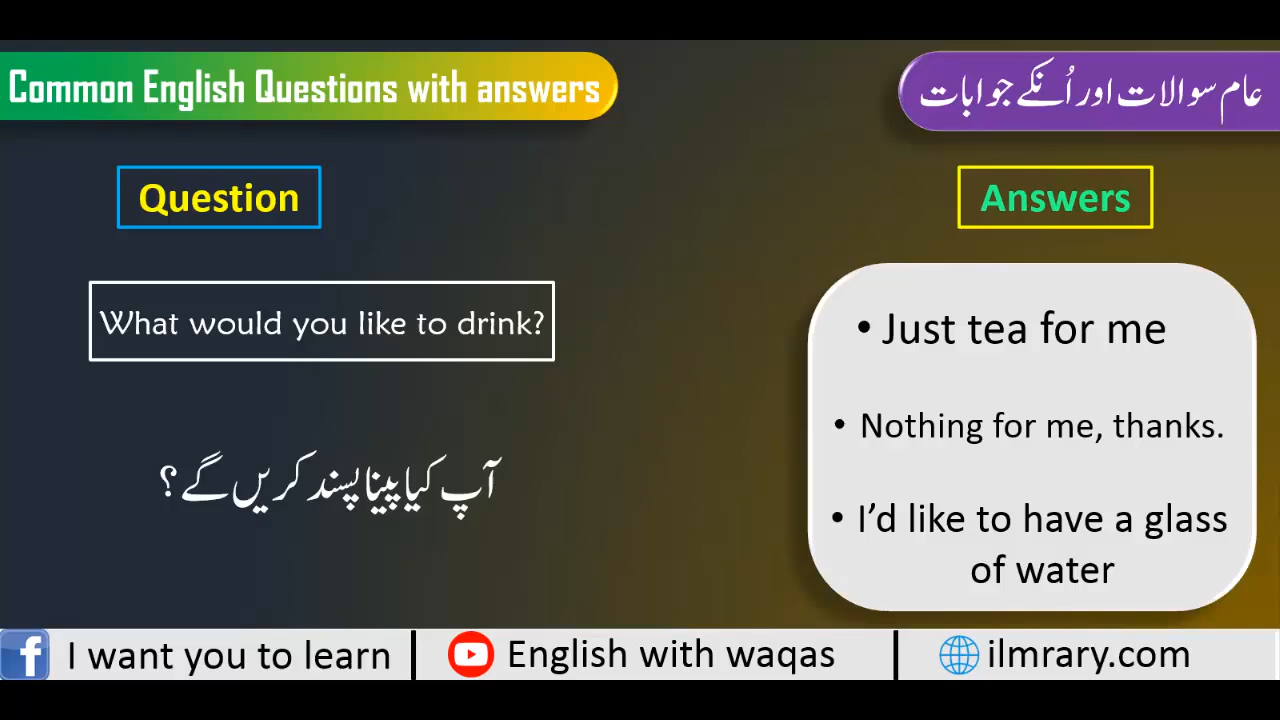 Common English Questions with answers
عام سوالات اور اُنکے جوابات
Question
Answers
What would you like to drink?
آپ کیا پینا پسند کریں گے؟
• Just tea for me
• Nothing for me, thanks.
• I’d like to have a glass
of water
f I want you to learn
English with waqas
ilmrary.com